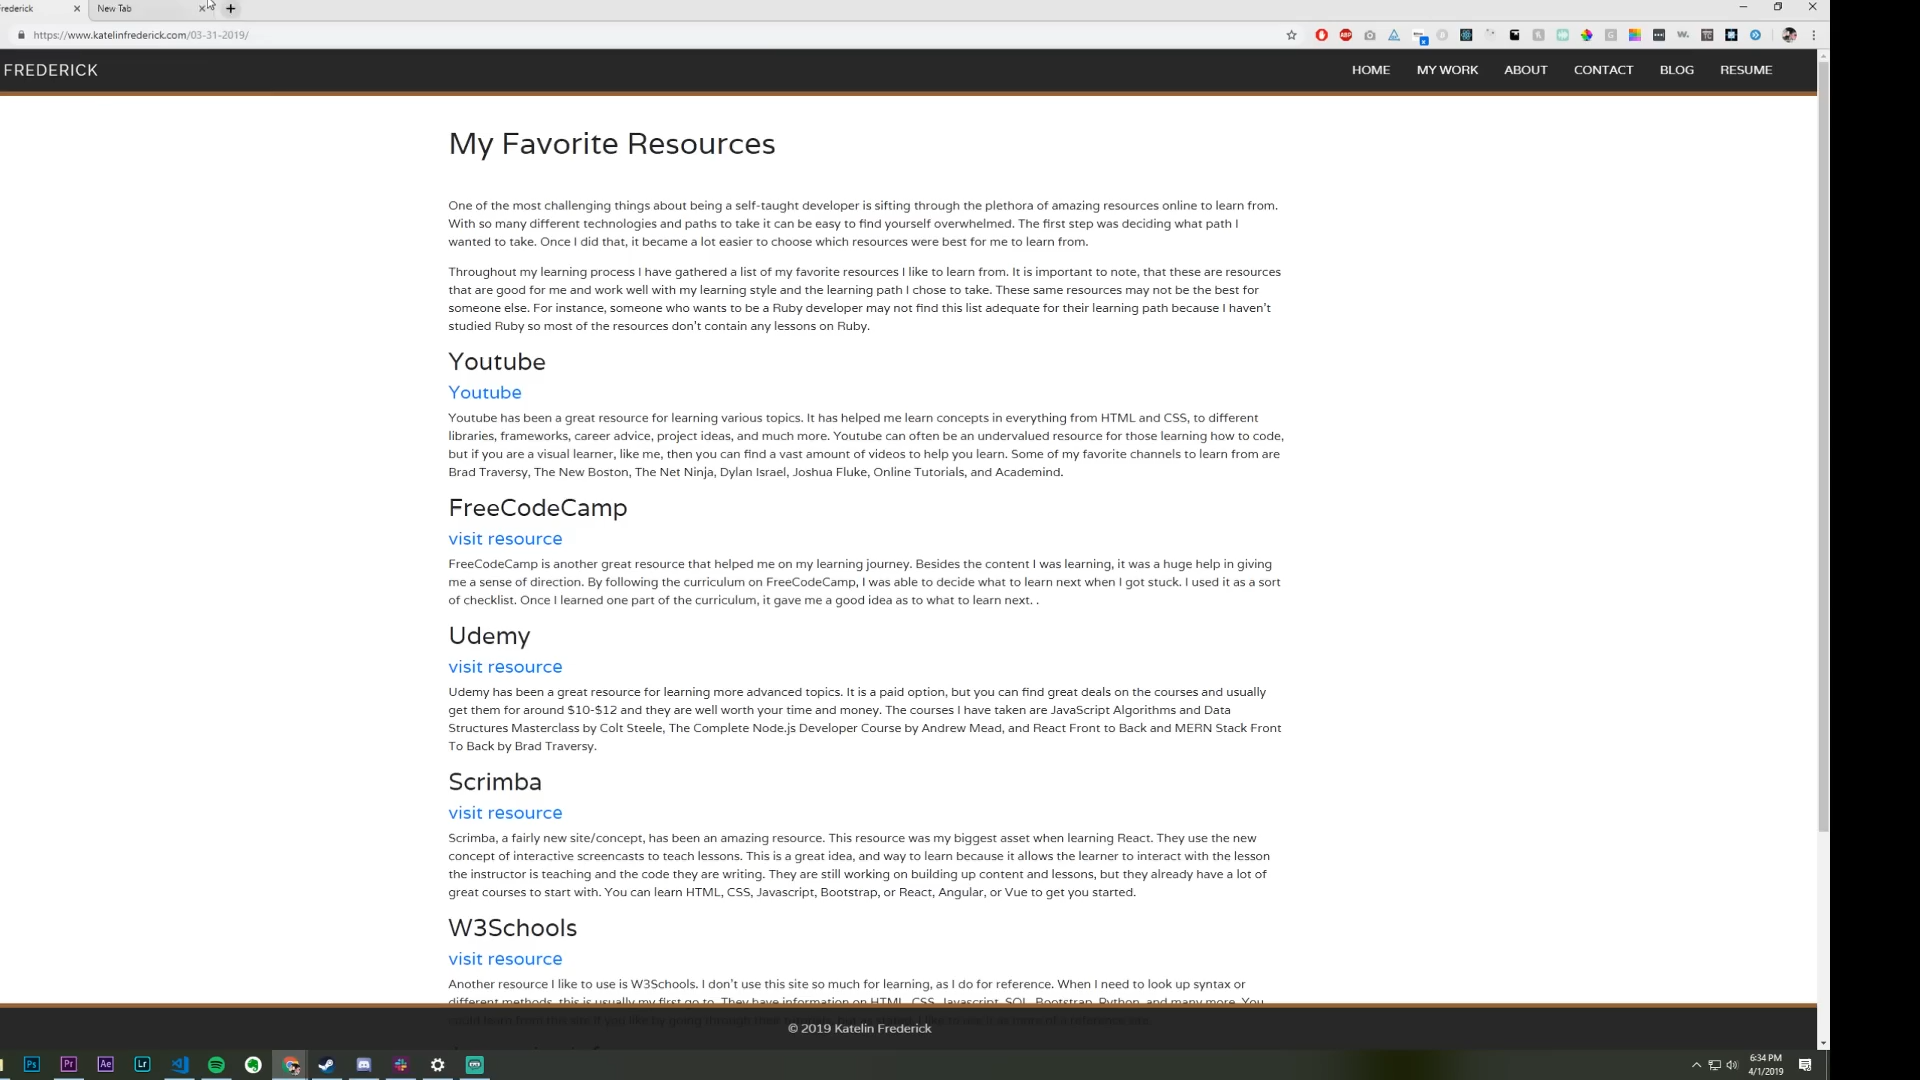 Frederick
New Tab
https://www.katelinfrederick.com/03-31-2019/
FREDERICK
HOME
MY WORK
ABOUT
CONTACT
BLOG
RESUME
My Favorite Resources
One of the most challenging things about being a self-taught developer is sifting through the plethora of amazing resources online to learn from.
With so many different technologies and paths to take it can be easy to find yourself overwhelmed. The first step was deciding what path I
wanted to take. Once I did that, it became a lot easier to choose which resources were best for me to learn from.
Throughout my learning process I have gathered a list of my favorite resources I like to learn from. It is important to note, that these are resources
that are good for me and work well with my learning style and the learning path I chose to take. These same resources may not be the best for
someone else. For instance, someone who wants to be a Ruby developer may not find this list adequate for their learning path because I haven't
studied Ruby so most of the resources don't contain any lessons on Ruby.
Youtube
Youtube
Youtube has been a great resource for learning various topics. It has helped me learn concepts in everything from HTML and CSS, to different
libraries, frameworks, career advice, project ideas, and much more. Youtube can often be an undervalued resource for those learning how to code,
but if you are a visual learner, like me, then you can find a vast amount of videos to help you learn. Some of my favorite channels to learn from are
Brad Traversy, The New Boston, The Net Ninja, Dylan Israel, Joshua Fluke, Online Tutorials, and Academind.
FreeCodeCamp
visit resource
FreeCodeCamp is another great resource that helped me on my learning journey. Besides the content I was learning, it was a huge help in giving
me a sense of direction. By following the curriculum on FreeCodeCamp, I was able to decide what to learn next when I got stuck. I used it as a sort
of checklist. Once I learned one part of the curriculum, it gave me a good idea as to what to learn next. .
Udemy
visit resource
Udemy has been a great resource for learning more advanced topics. It is a paid option, but you can find great deals on the courses and usually
get them for around $10-$12 and they are well worth your time and money. The courses I have taken are JavaScript Algorithms and Data
Structures Masterclass by Colt Steele, The Complete Node.js Developer Course by Andrew Mead, and React Front to Back and MERN Stack Front
To Back by Brad Traversy.
Scrimba
visit resource
Scrimba, a fairly new site/concept, has been an amazing resource. This resource was my biggest asset when learning React. They use the new
concept of interactive screencasts to teach lessons. This is a great idea, and way to learn because it allows the learner to interact with the lesson
the instructor is teaching and the code they are writing. They are still working on building up content and lessons, but they already have a lot of
great courses to start with. You can learn HTML, CSS, Javascript, Bootstrap, or React, Angular, or Vue to get you started.
W3Schools
visit resource
Another resource I like to use is W3Schools. I don't use this site so much for learning, as I do for reference. When I need to look up syntax or
different methods, this is usually my first go to. They have information on HTML, CSS, Javascript, SQL, Bootstrap, Python, and many more. You
© 2019 Katelin Frederick
Ps
Pr
Ae
Lr
6:34 PM
4/1/2019